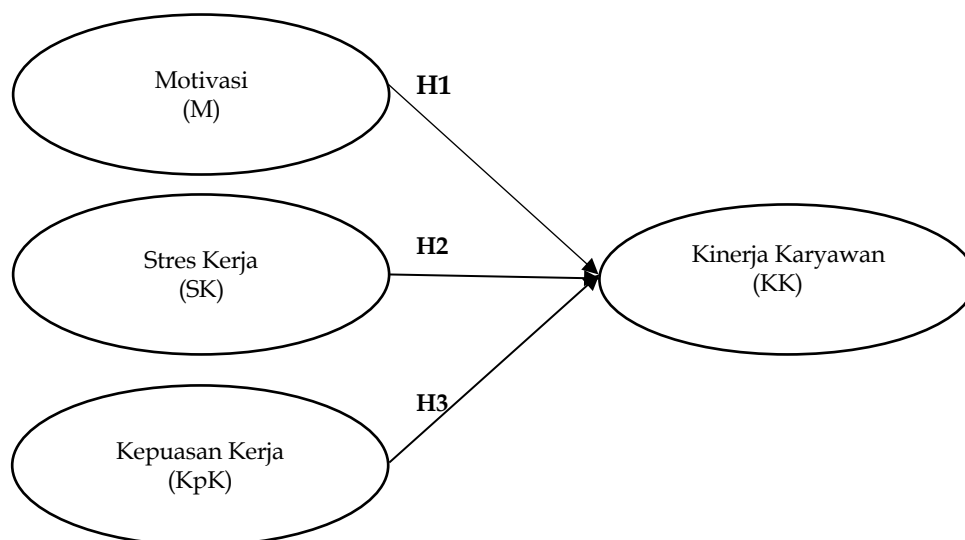 Motivasi
(M)
H1
Stres Kerja
(SK)
H2
Kinerja Karyawan
(KK)
H3
Kepuasan Kerja
(KpK)